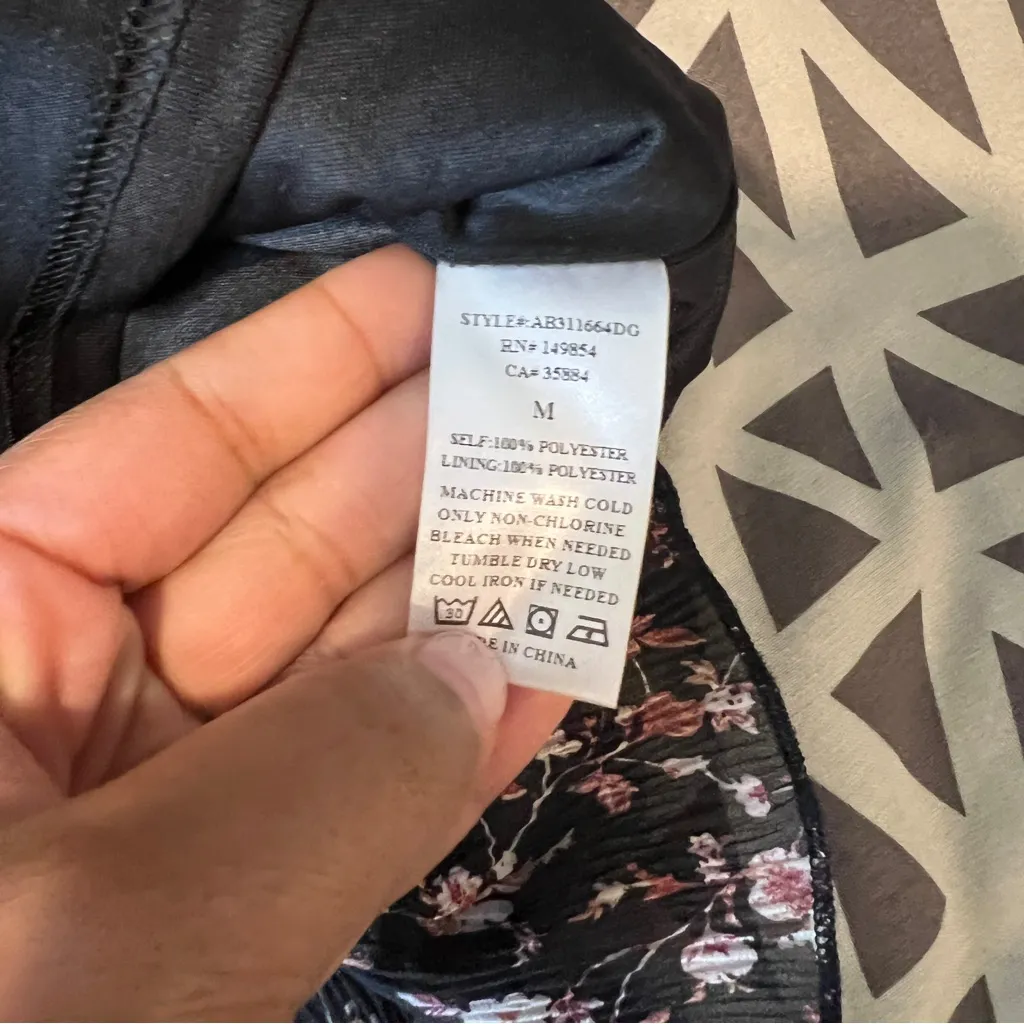 STYLE#:AB311664DG
RN# 149854
CA# 35884
M
SELF:100% POLYESTER
LINING:100% POLYESTER
MACHINE WASH COLD
ONLY NON-CHLORINE
BLEACH WHEN NEEDED
TUMBLE DRY LOW
COOL IRON IF NEEDED
30
IN CHINA